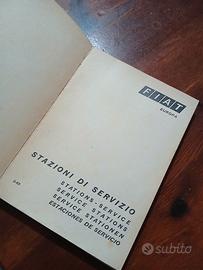 FIAT
EUROPA
STAZIONI DI SERVIZIO
STATIONS-SERVICE
SERVICE STATIONS
SERVICE STATIONEN
ESTACIONES DE SERVICIO
subito